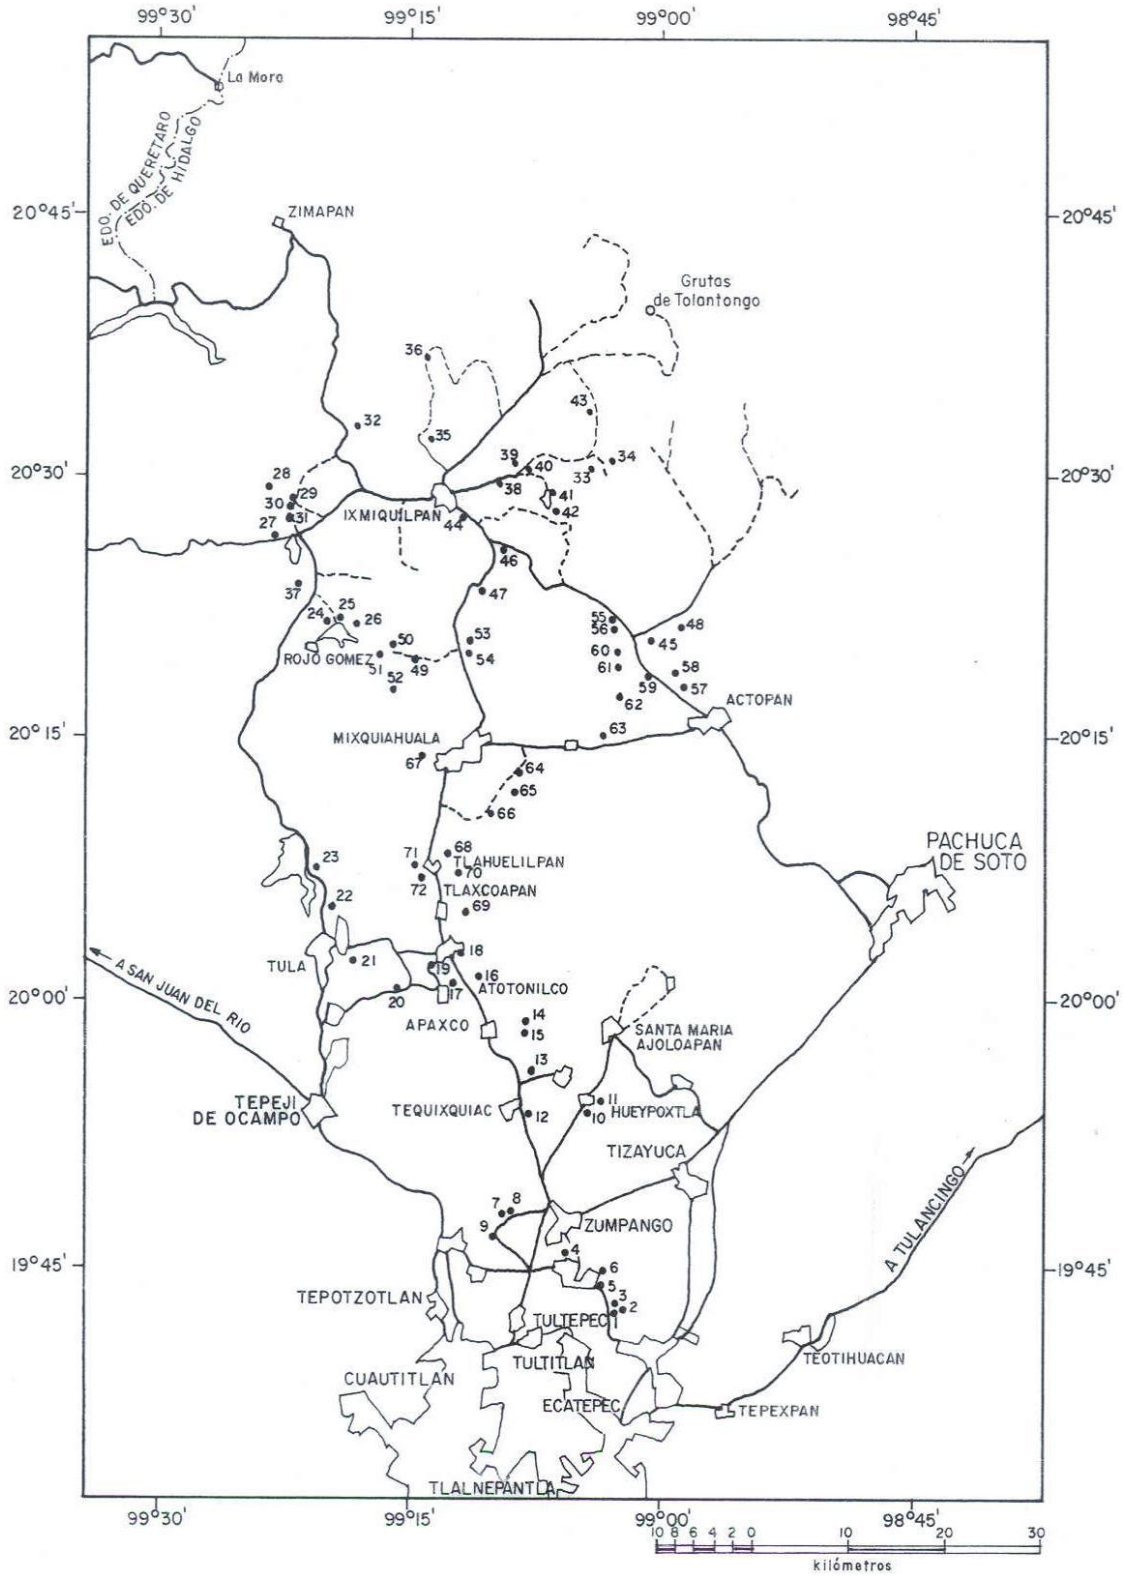 99°30' 99°15' 99°00' 98°45'
La Mora
EDO. DE QUERETARO
EDO. DE HIDALGO
20°45' 20°45'
ZIMAPAN
Grutas
de Tolantongo
36
43
32
35
39 40 34
33
20°30' 20°30'
28
29
38
41
30
31
42
IXMIQUILPAN
44
27
46
37
47
25
24 26
55
56
48
45
50
53
60
ROJO GOMEZ
51 49 54
61
58
52
59
57
62
ACTOPAN
63
20°15' 20°15'
MIXQUIAHUALA
67
64
65
66
PACHUCA
DE SOTO
68
71
TLAHUELILPAN
23
70
72
TLAXCOAPAN
22
69
18
TULA
21
19
16
A SAN JUAN DEL RIO
17
ATOTONILCO
20
20°00' 20°00'
14
APAXCO
15
SANTA MARIA
AJOLOAPAN
13
TEPEJI
DE OCAMPO
TEQUIXQUIAC
12
11
10
HUEYPOXTLA
TIZAYUCA
A TULANCINGO
7 8
ZUMPANGO
9
4
19°45' 19°45'
6
5
TEPOTZOTLAN
3
2
TULTEPEC
1
TULTITLAN
TEOTIHUACAN
CUAUTITLAN
ECATEPEC
TEPEXPAN
TLALNEPANTLA
99°30' 99°15' 99°00' 98°45'
10 8 6 4 2 0 10 20 30
kilómetros